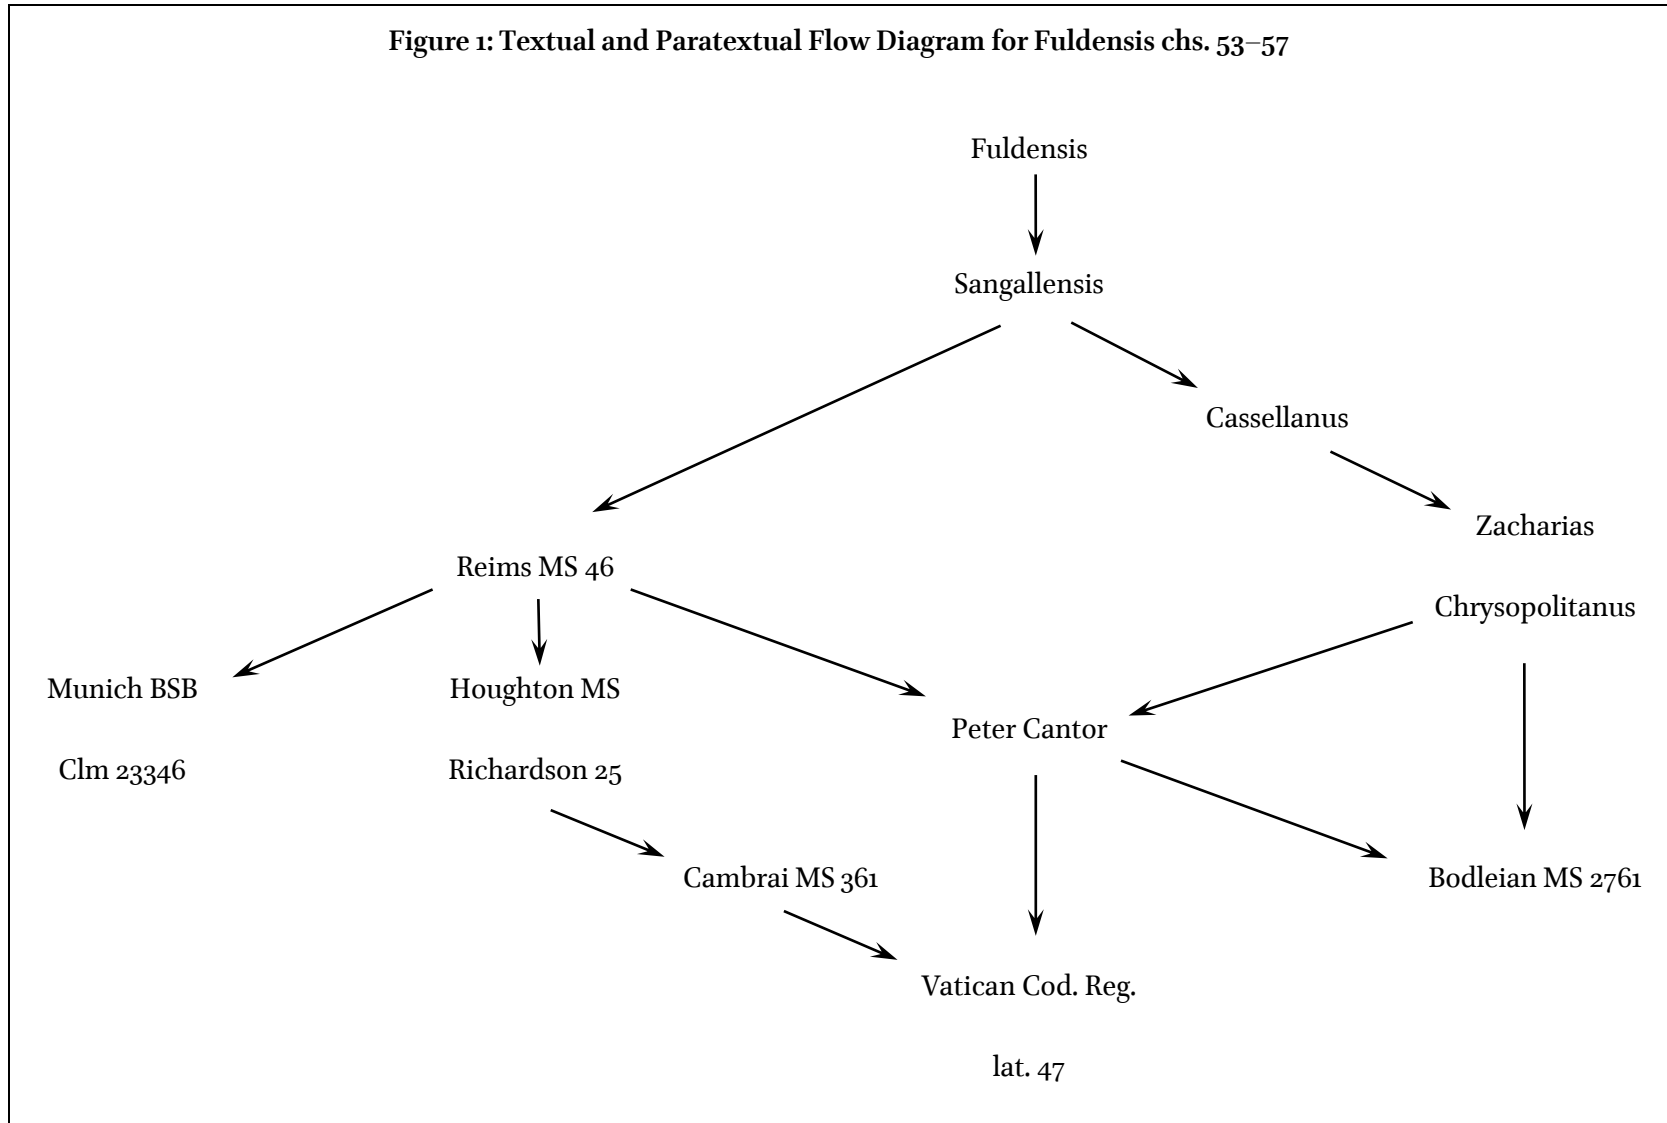 Figure 1: Textual and Paratextual Flow Diagram for Fuldensis chs. 53–57
Fuldensis
Sangallensis
Cassellanus
Zacharias
Chrysopolitanus
Reims MS 46
Munich BSB
Clm 23346
Houghton MS
Richardson 25
Peter Cantor
Cambrai MS 361
Bodleian MS 2761
Vatican Cod. Reg.
lat. 47